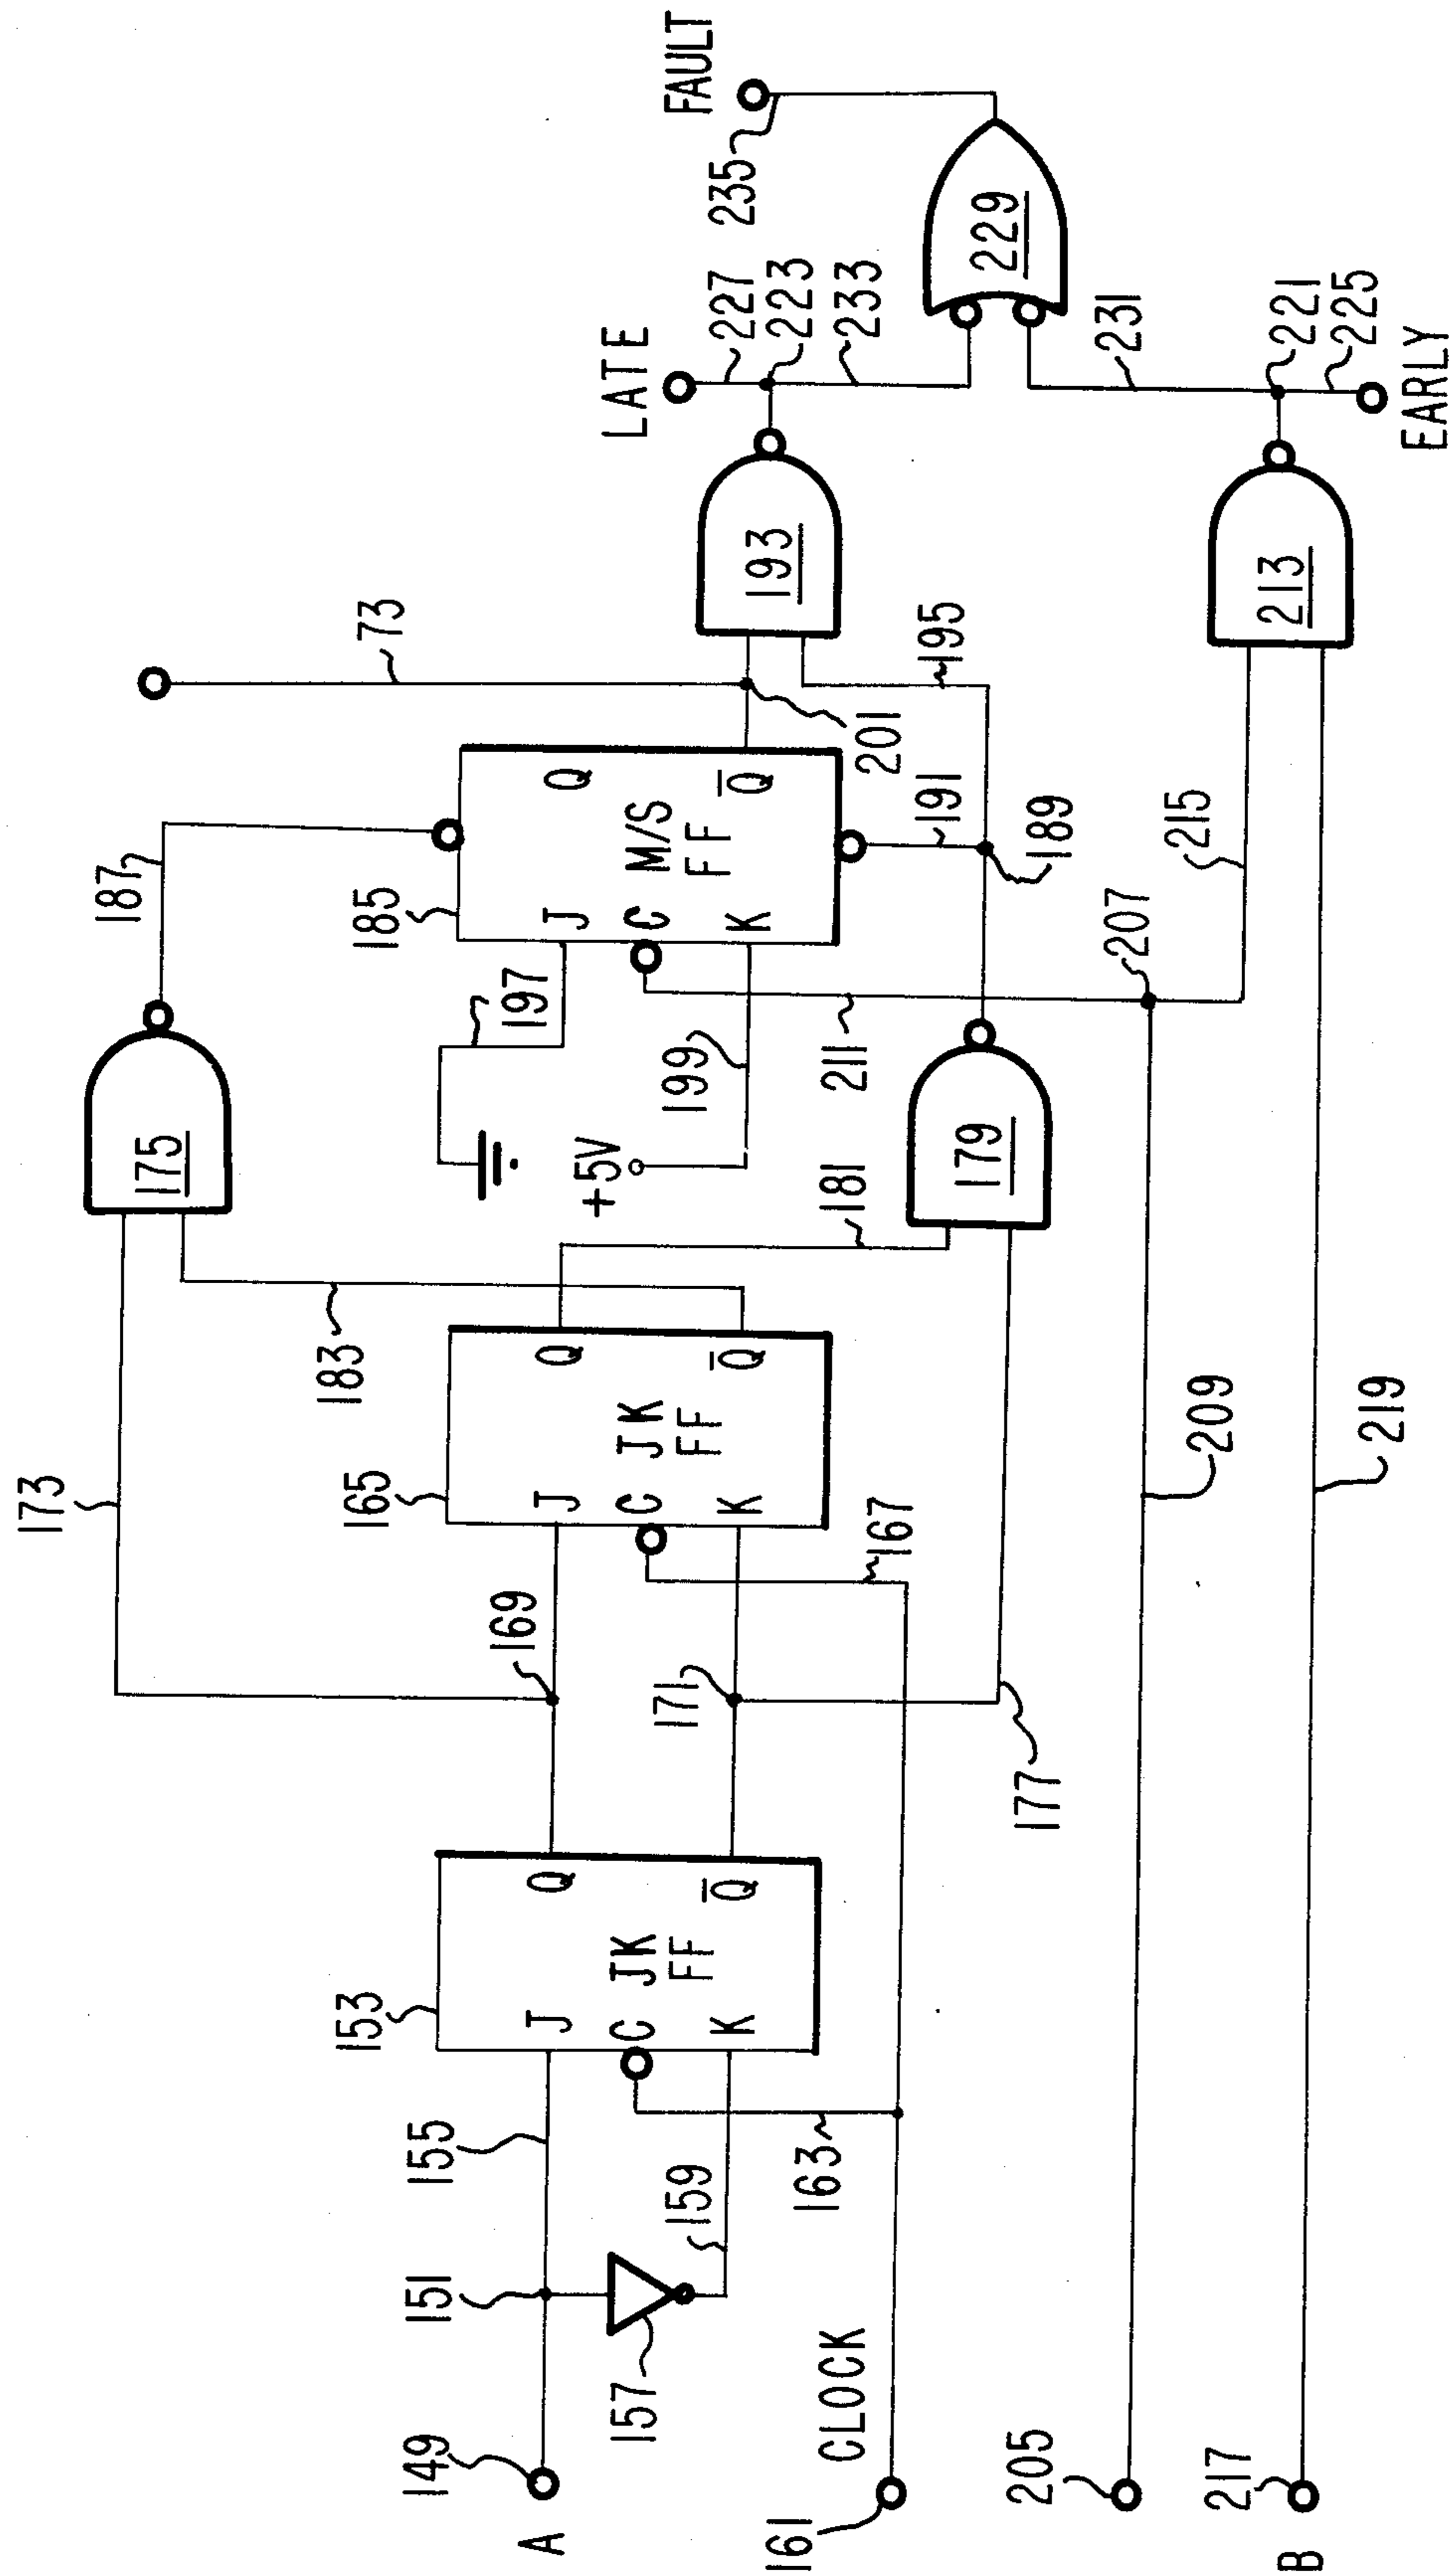 A
149
151
155
157
159
153
J
C
K
JK
FF
Q
Q̅
161
CLOCK
163
169
171
173
177
167
165
J
C
K
JK
FF
Q
Q̅
183
181
175
179
187
185
197
199
+5V
J
C
K
M/S
FF
Q
Q̅
73
201
191
189
195
193
211
207
205
209
215
B
217
219
213
LATE
227
223
233
229
231
221
225
EARLY
235
FAULT